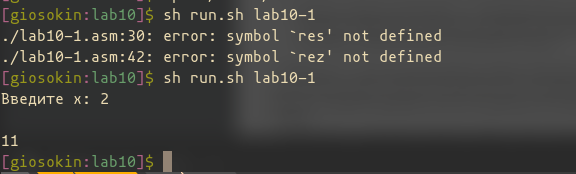 [giosokin:lab10]$ sh run.sh lab10-1
./lab10-1.asm:30: error: symbol `res' not defined
./lab10-1.asm:42: error: symbol `rez' not defined
[giosokin:lab10]$ sh run.sh lab10-1
Введите x: 2
11
[giosokin:lab10]$